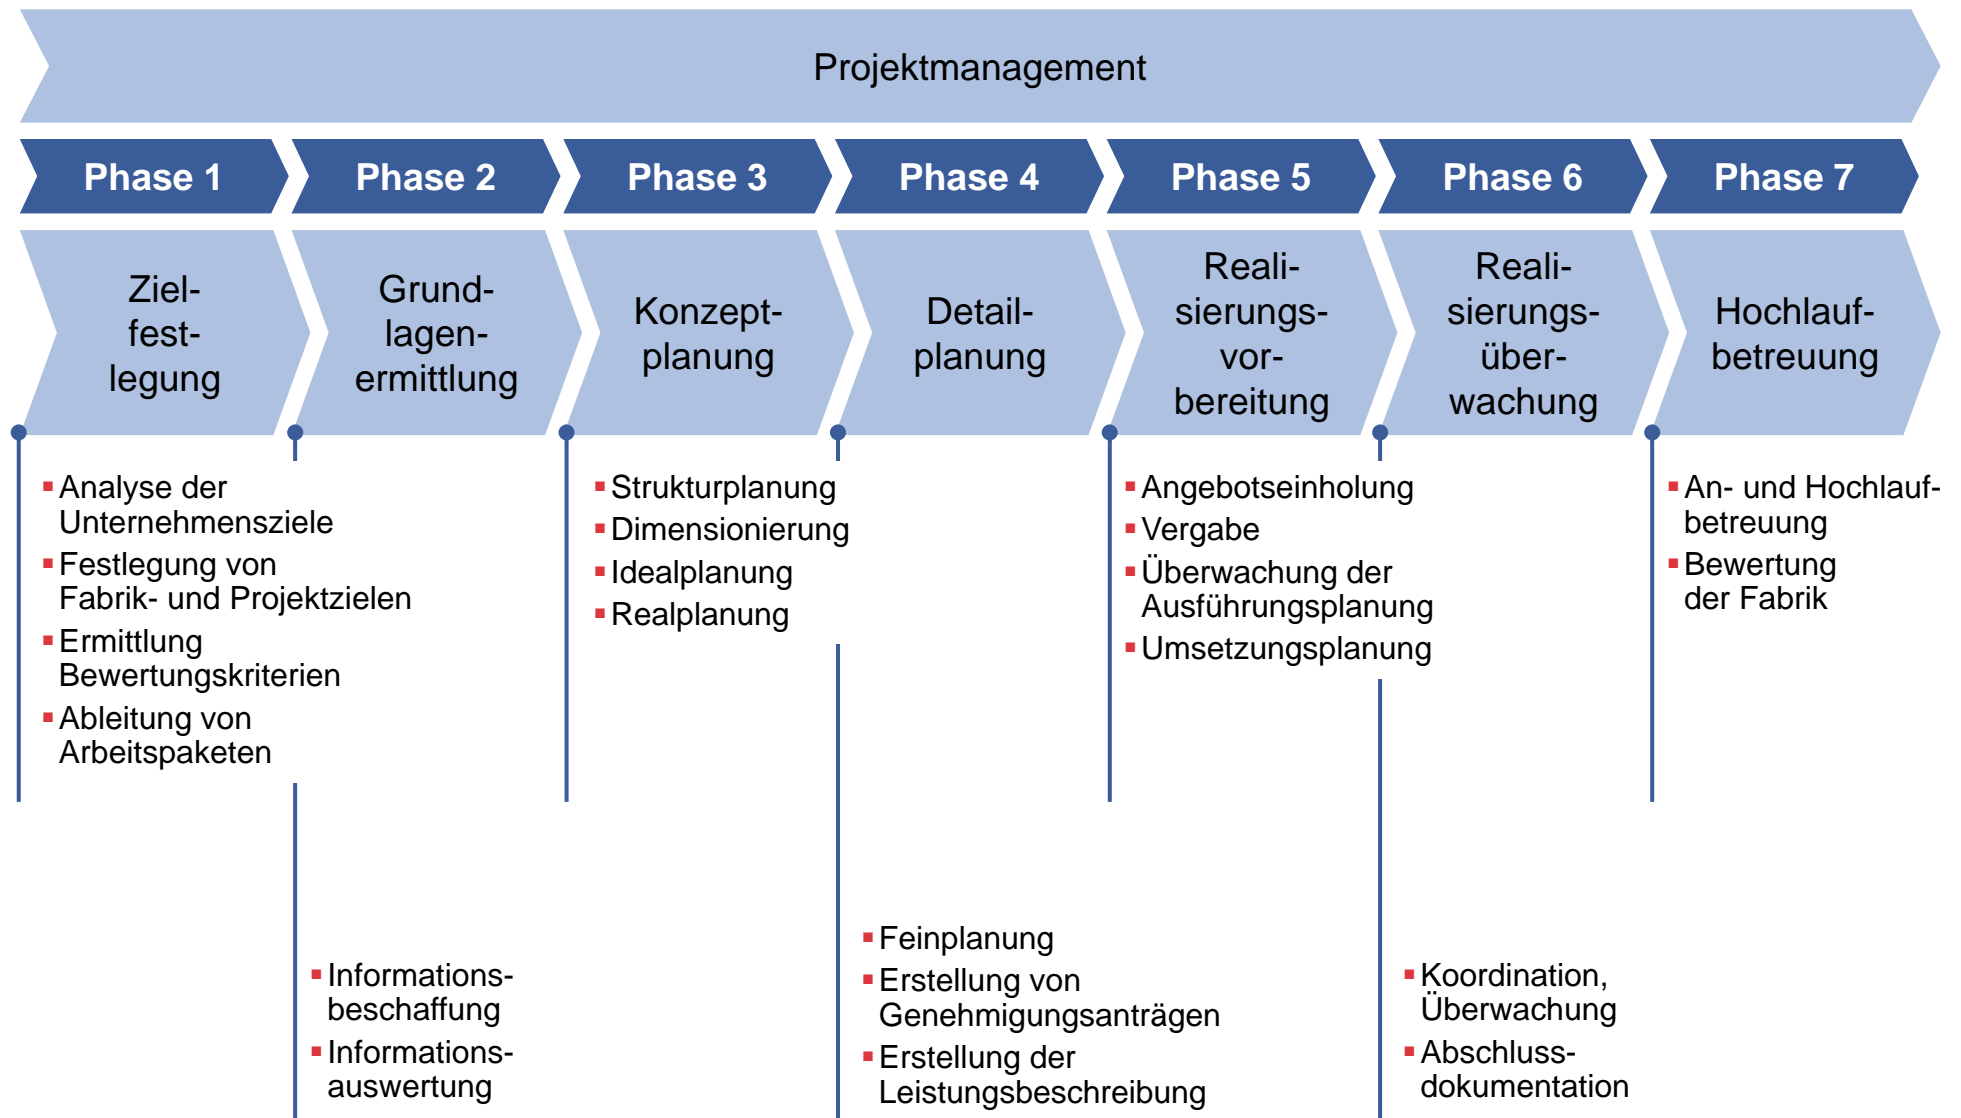 Projektmanagement
Phase 1
Phase 2
Phase 3
Phase 4
Phase 5
Phase 6
Phase 7
Ziel-
fest-
legung
Grund-
lagen-
ermittlung
Konzept-
planung
Detail-
planung
Reali-
sierungs-
vor-
bereitung
Reali-
sierungs-
über-
wachung
Hochlauf-
betreuung
Analyse der
Unternehmensziele
Festlegung von
Fabrik- und Projektzielen
Ermittlung
Bewertungskriterien
Ableitung von
Arbeitspaketen
Informations-
beschaffung
Informations-
auswertung
Strukturplanung
Dimensionierung
Idealplanung
Realplanung
Feinplanung
Erstellung von
Genehmigungsanträgen
Erstellung der
Leistungsbeschreibung
Angebotseinholung
Vergabe
Überwachung der
Ausführungsplanung
Umsetzungsplanung
Koordination,
Überwachung
Abschluss-
dokumentation
An- und Hochlauf-
betreuung
Bewertung
der Fabrik